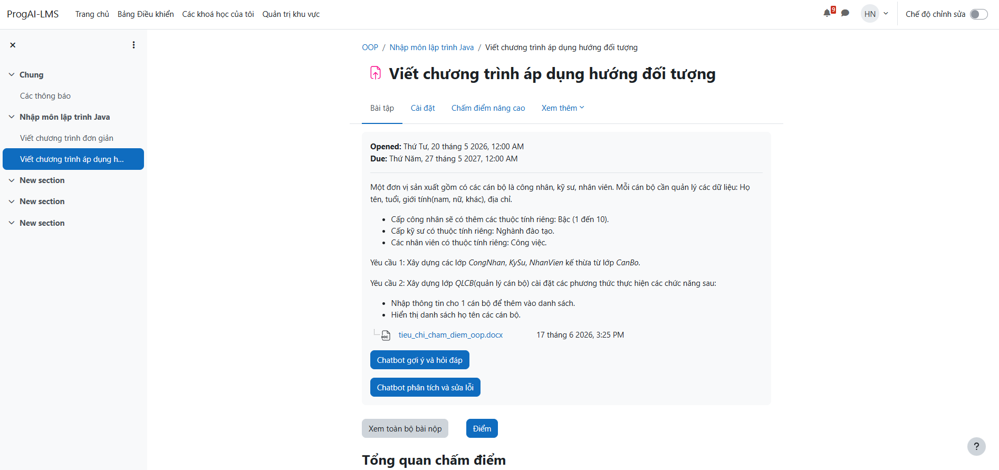 ProgAI-LMS
Trang chủ
Bảng Điều khiển
Các khoá học của tôi
Quản trị khu vực
9
HN
Chế độ chỉnh sửa
Chung
Các thông báo
Nhập môn lập trình Java
Viết chương trình đơn giản
Viết chương trình áp dụng h...
New section
New section
New section
OOP / Nhập môn lập trình Java / Viết chương trình áp dụng hướng đối tượng
Viết chương trình áp dụng hướng đối tượng
Bài tập
Cài đặt
Chấm điểm nâng cao
Xem thêm
Opened: Thứ Tư, 20 tháng 5 2026, 12:00 AM
Due: Thứ Năm, 27 tháng 5 2027, 12:00 AM
Một đơn vị sản xuất gồm có các cán bộ là công nhân, kỹ sư, nhân viên. Mỗi cán bộ cần quản lý các dữ liệu: Họ
tên, tuổi, giới tính(nam, nữ, khác), địa chỉ.
• Cấp công nhân sẽ có thêm các thuộc tính riêng: Bậc (1 đến 10).
• Cấp kỹ sư có thuộc tính riêng: Nghành đào tạo.
• Các nhân viên có thuộc tính riêng: Công việc.
Yêu cầu 1: Xây dựng các lớp CongNhan, KySu, NhanVien kế thừa từ lớp CanBo.
Yêu cầu 2: Xây dựng lớp QLCB(quản lý cán bộ) cài đặt các phương thức thực hiện các chức năng sau:
• Nhập thông tin cho 1 cán bộ để thêm vào danh sách.
• Hiển thị danh sách họ tên các cán bộ.
DOC
tieu_chi_cham_diem_oop.docx
17 tháng 6 2026, 3:25 PM
Chatbot gợi ý và hỏi đáp
Chatbot phân tích và sửa lỗi
Xem toàn bộ bài nộp
Điểm
?
Tổng quan chấm điểm